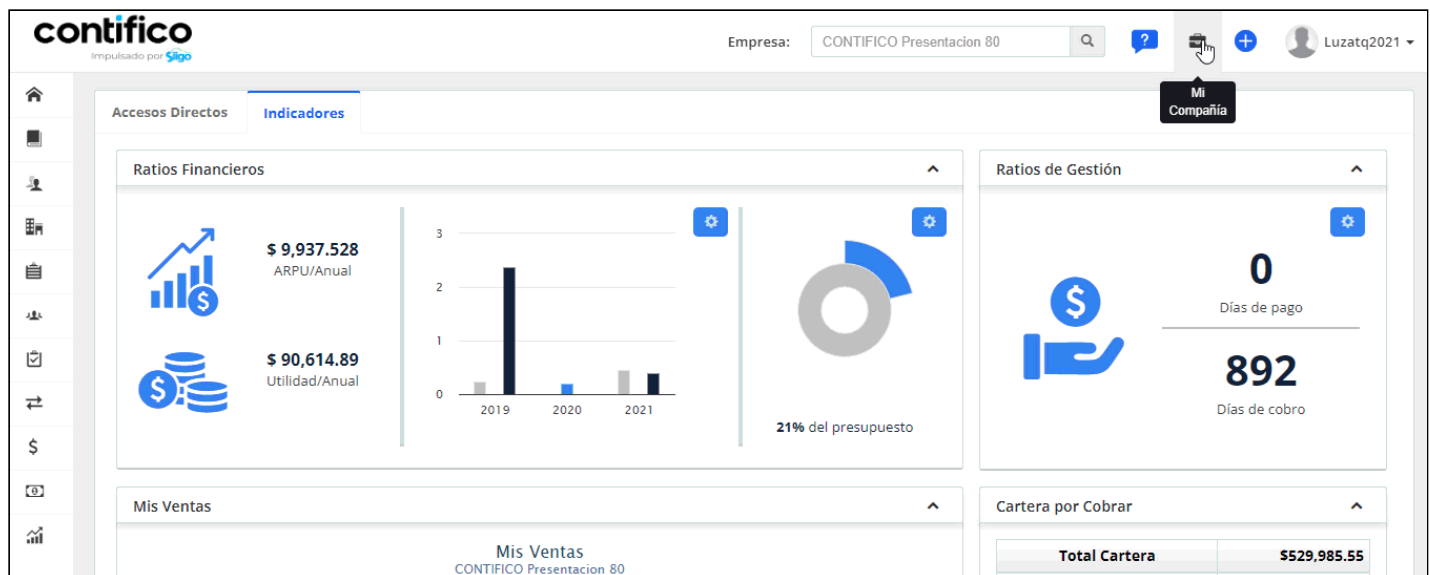 contífico
Impulsado por Siigo
Empresa:
CONTIFICO Presentacion 80
?
Luzatq2021
Mi
Compañía
Accesos Directos
Indicadores
Ratios Financieros
$ 9,937.528
ARPU/Anual
$ 90,614.89
Utilidad/Anual
3
2
1
0
2019
2020
2021
21% del presupuesto
Ratios de Gestión
0
Días de pago
892
Días de cobro
Mis Ventas
Mis Ventas
CONTIFICO Presentacion 80
Cartera por Cobrar
Total Cartera
$529,985.55